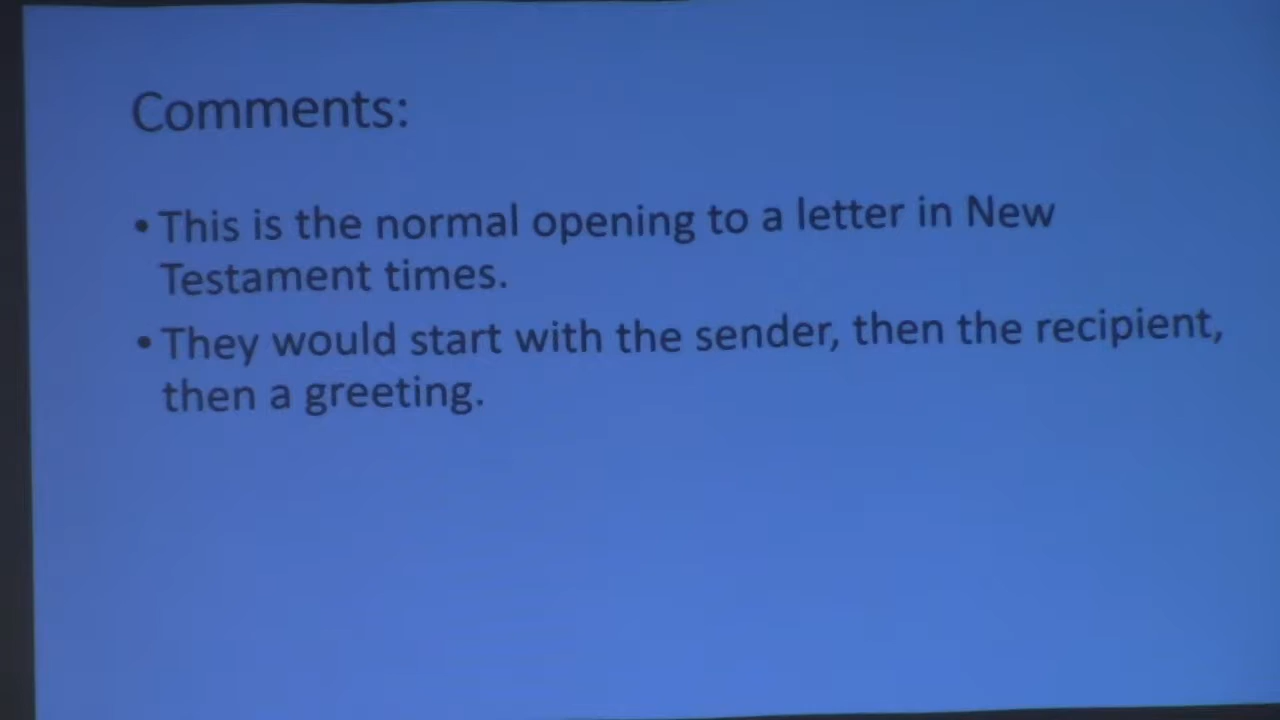 Comments:
• This is the normal opening to a letter in New
Testament times.
• They would start with the sender, then the recipient,
then a greeting.